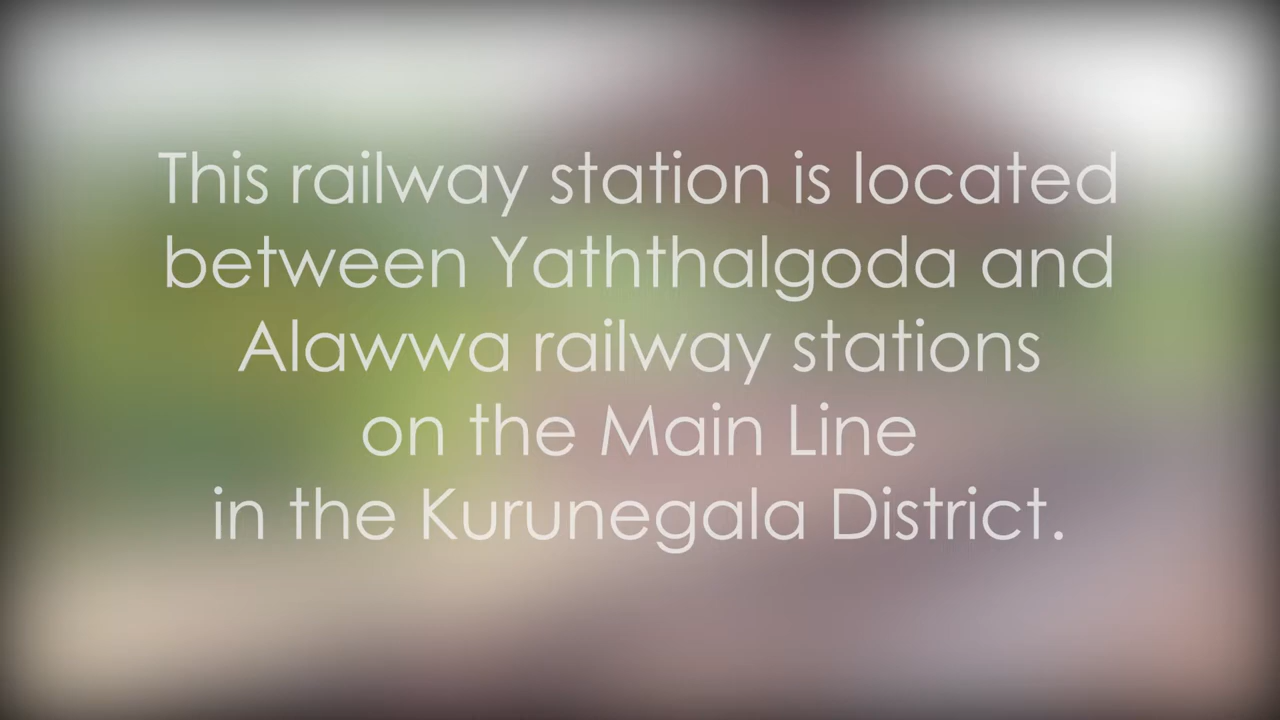 This railway station is located
between Yaththalgoda and
Alawwa railway stations
on the Main Line
in the Kurunegala District.